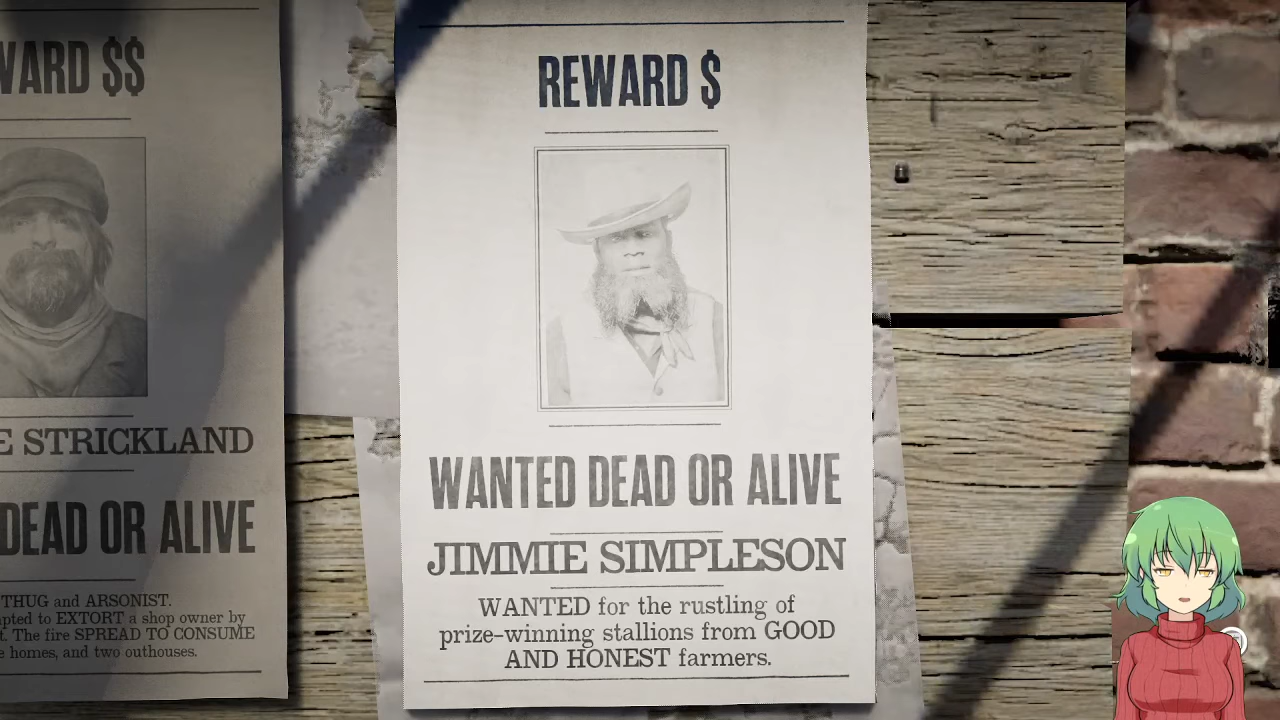 WARD $$
E STRICKLAND
DEAD OR ALIVE
THUG and ARSONIST.
pted to EXTORT a shop owner by
t. The fire SPREAD TO CONSUME
e homes, and two outhouses.
REWARD $
WANTED DEAD OR ALIVE
JIMMIE SIMPLESON
WANTED for the rustling of
prize-winning stallions from GOOD
AND HONEST farmers.